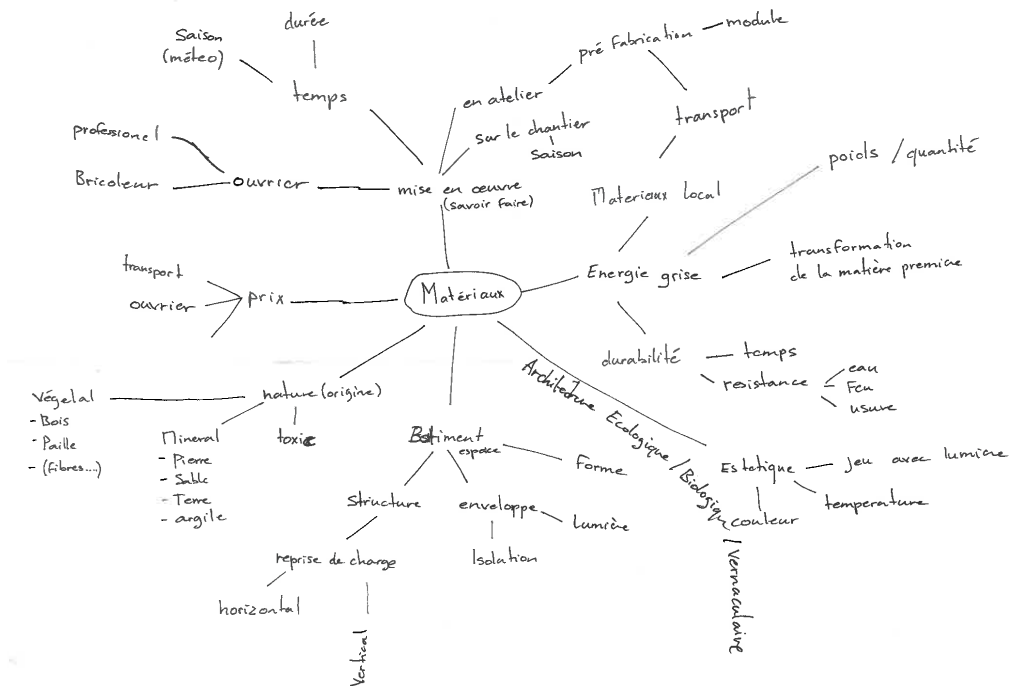 durée
Saison
(méteo)
temps
pré Fabrication
module
en atelier
transport
professionel
sur le chantier
Saison
Bricoleur
ouvrier
mise en œuvre
(savoir faire)
Materiaux local
poids / quantité
transport
ouvrier
prix
Matériaux
Energie grise
transformation
de la matière premiere
durabilité
temps
resistance
eau
Feu
usure
Architecture Ecologique / Biologique / Vernaculaire
Végetal
- Bois
- Paille
- (fibres....)
nature (origine)
Mineral
- Pierre
- Sable
- Terre
- argile
toxic
Batiment
espace
Forme
Structure
enveloppe
Lumière
Isolation
reprise de charge
horizontal
Vertical
Estetique
jeu avec lumière
temperature
couleur